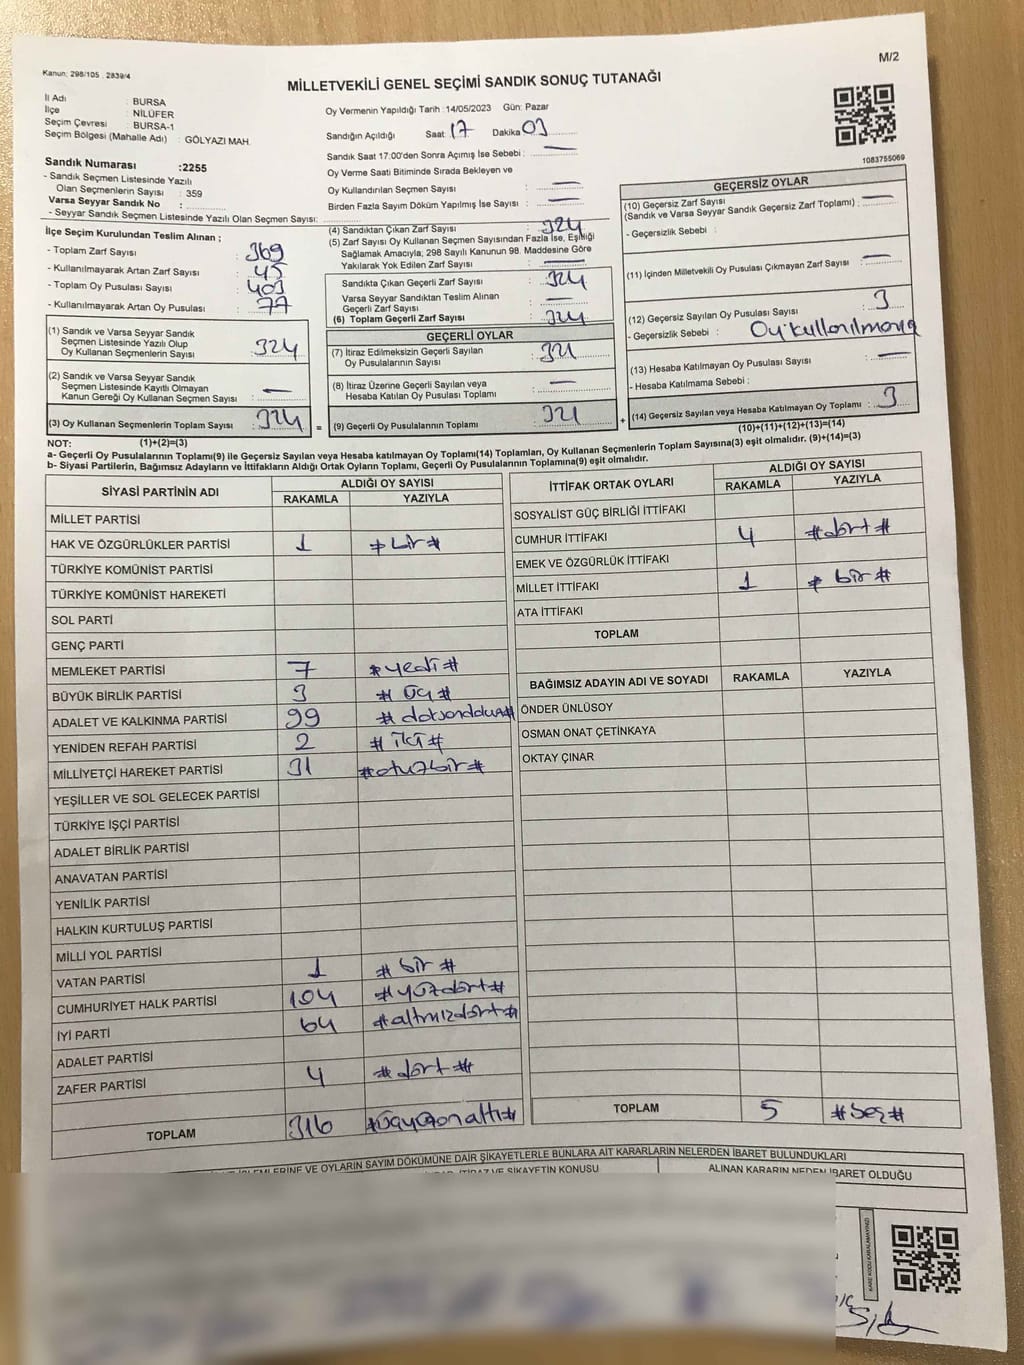 Kanun: 298/105 , 2839/4
M/2
MİLLETVEKİLİ GENEL SEÇİMİ SANDIK SONUÇ TUTANAĞI
İl Adı : BURSA
İlçe : NİLÜFER
Seçim Çevresi : BURSA-1
Seçim Bölgesi (Mahalle Adı) : GÖLYAZI MAH.
Sandık Numarası :2255
- Sandık Seçmen Listesinde Yazılı
Olan Seçmenlerin Sayısı : 359
Varsa Seyyar Sandık No :
- Seyyar Sandık Seçmen Listesinde Yazılı Olan Seçmen Sayısı:
Oy Vermenin Yapıldığı Tarih :14/05/2023 Gün: Pazar
Sandığın Açıldığı Saat 17 Dakika 03
Sandık Saat 17:00'den Sonra Açımış İse Sebebi : —
Oy Verme Saati Bitiminde Sırada Bekleyen ve
Oy Kullandırılan Seçmen Sayısı : —
Birden Fazla Sayım Döküm Yapılmış İse Sayısı : —
1083755069
İlçe Seçim Kurulundan Teslim Alınan ;
- Toplam Zarf Sayısı : 369
- Kullanılmayarak Artan Zarf Sayısı : 45
- Toplam Oy Pusulası Sayısı : 403
- Kullanılmayarak Artan Oy Pusulası : 77
(1) Sandık ve Varsa Seyyar Sandık
Seçmen Listesinde Yazılı Olup
Oy Kullanan Seçmenlerin Sayısı : 324
(2) Sandık ve Varsa Seyyar Sandık
Seçmen Listesinde Kayıtlı Olmayan
Kanun Gereği Oy Kullanan Seçmen Sayısı : —
(3) Oy Kullanan Seçmenlerin Toplam Sayısı : 324 =
(4) Sandıktan Çıkan Zarf Sayısı : 324
(5) Zarf Sayısı Oy Kullanan Seçmen Sayısından Fazla İse, Eşitliği
Sağlamak Amacıyla, 298 Sayılı Kanunun 98. Maddesine Göre
Yakılarak Yok Edilen Zarf Sayısı : —
Sandıkta Çıkan Geçerli Zarf Sayısı : 324
Varsa Seyyar Sandıktan Teslim Alınan
Geçerli Zarf Sayısı : —
(6) Toplam Geçerli Zarf Sayısı : 324
GEÇERLİ OYLAR
(7) İtiraz Edilmeksizin Geçerli Sayılan
Oy Pusulalarının Sayısı : 321
(8) İtiraz Üzerine Geçerli Sayılan veya
Hesaba Katılan Oy Pusulası Toplamı : —
(9) Geçerli Oy Pusulalarının Toplamı : 321 +
GEÇERSİZ OYLAR
(10) Geçersiz Zarf Sayısı : —
(Sandık ve Varsa Seyyar Sandık Geçersiz Zarf Toplamı)
- Geçersizlik Sebebi :
(11) İçinden Milletvekili Oy Pusulası Çıkmayan Zarf Sayısı : —
(12) Geçersiz Sayılan Oy Pusulası Sayısı : 3
- Geçersizlik Sebebi :
(13) Hesaba Katılmayan Oy Pusulası Sayısı : —
- Hesaba Katılmama Sebebi :
(14) Geçersiz Sayılan veya Hesaba Katılmayan Oy Toplamı : 3
(10)+(11)+(12)+(13)=(14)
NOT: (1)+(2)=(3)
a- Geçerli Oy Pusulalarının Toplamı(9) ile Geçersiz Sayılan veya Hesaba katılmayan Oy Toplamı(14) Toplamları, Oy Kullanan Seçmenlerin Toplam Sayısına(3) eşit olmalıdır. (9)+(14)=(3)
b- Siyasi Partilerin, Bağımsız Adayların ve İttifakların Aldığı Ortak Oyların Toplamı, Geçerli Oy Pusulalarının Toplamına(9) eşit olmalıdır.
SİYASİ PARTİNİN ADI ALDIĞI OY SAYISI
RAKAMLA YAZIYLA
MİLLET PARTİSİ
HAK VE ÖZGÜRLÜKLER PARTİSİ 1 #bir#
TÜRKİYE KOMÜNİST PARTİSİ
TÜRKİYE KOMÜNİST HAREKETİ
SOL PARTİ
GENÇ PARTİ
MEMLEKET PARTİSİ 7 #yedi#
BÜYÜK BİRLİK PARTİSİ 3 #üç#
ADALET VE KALKINMA PARTİSİ 99 #doksandokuz#
YENİDEN REFAH PARTİSİ 2 #iki#
MİLLİYETÇİ HAREKET PARTİSİ 31 #otuzbir#
YEŞİLLER VE SOL GELECEK PARTİSİ
TÜRKİYE İŞÇİ PARTİSİ
ADALET BİRLİK PARTİSİ
ANAVATAN PARTİSİ
YENİLİK PARTİSİ
HALKIN KURTULUŞ PARTİSİ
MİLLİ YOL PARTİSİ
VATAN PARTİSİ 1 #bir#
CUMHURİYET HALK PARTİSİ 104 #yüzdört#
İYİ PARTİ 64 #altmışdört#
ADALET PARTİSİ
ZAFER PARTİSİ 4 #dört#
TOPLAM 316 #üçyüzonaltı#
İTTİFAK ORTAK OYLARI ALDIĞI OY SAYISI
RAKAMLA YAZIYLA
SOSYALİST GÜÇ BİRLİĞİ İTTİFAKI
CUMHUR İTTİFAKI 4 #dört#
EMEK VE ÖZGÜRLÜK İTTİFAKI
MİLLET İTTİFAKI 1 #bir#
ATA İTTİFAKI
TOPLAM
BAĞIMSIZ ADAYIN ADI VE SOYADI RAKAMLA YAZIYLA
ÖNDER ÜNLÜSOY
OSMAN ONAT ÇETİNKAYA
OKTAY ÇINAR
TOPLAM 5 #beş#
İŞLEMLERİNE VE OYLARIN SAYIM DÖKÜMÜNE DAİR ŞİKAYETLERLE BUNLARA AİT KARARLARIN NELERDEN İBARET BULUNDUKLARI
İTİRAZ VE ŞİKAYETİN KONUSU ALINAN KARARIN NEDEN İBARET OLDUĞU